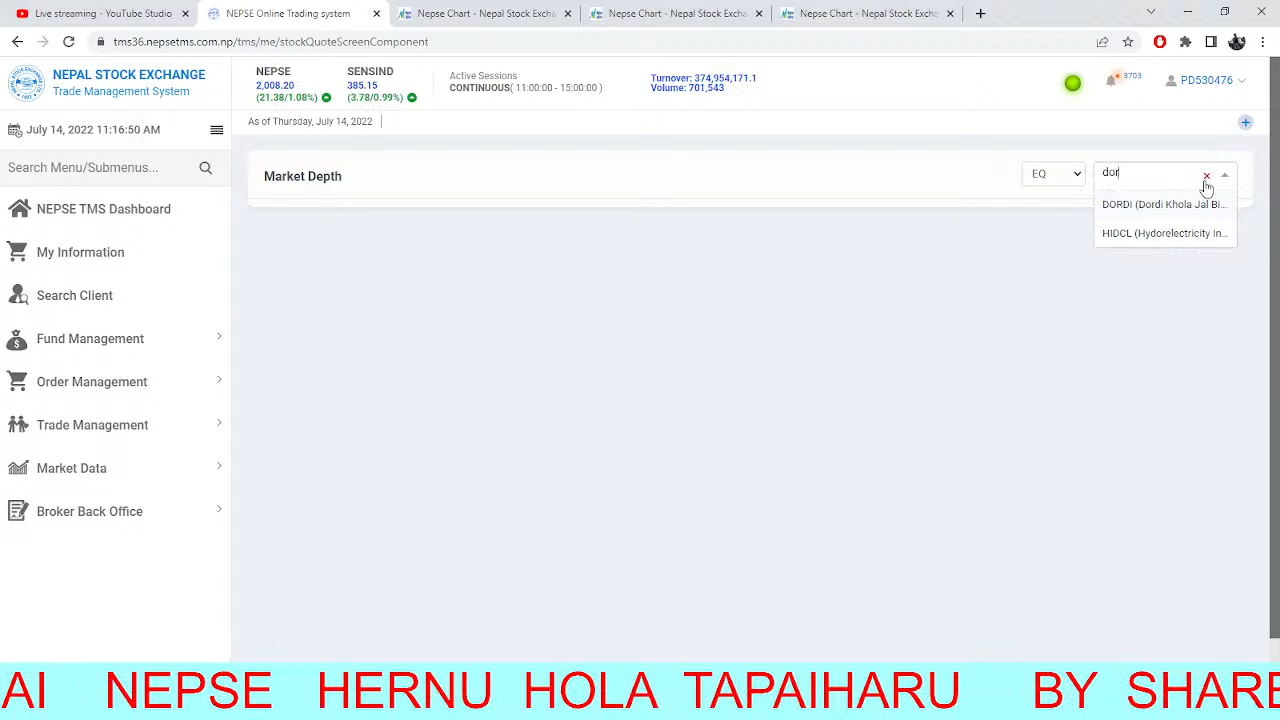 Live streaming - YouTube Studio
NEPSE Online Trading system
Nepse Chart - Nepal Stock Excha
Nepse Chart - Nepal Stock Excha
Nepse Chart - Nepal Stock Excha
tms36.nepsetms.com.np/tms/me/stockQuoteScreenComponent
NEPAL STOCK EXCHANGE
Trade Management System
NEPSE
2,008.20
(21.38/1.08%)
SENSIND
385.15
(3.78/0.99%)
Active Sessions
CONTINUOUS( 11:00:00 - 15:00:00 )
Turnover: 374,954,171.1
Volume: 701,543
3703
PD530476
July 14, 2022 11:16:50 AM
As of Thursday, July 14, 2022
Search Menu/Submenus...
Market Depth
EQ
dor
DORDI (Dordi Khola Jal Bi...
HIDCL (Hydorelectricity In...
NEPSE TMS Dashboard
My Information
Search Client
Fund Management
Order Management
Trade Management
Market Data
Broker Back Office
AI NEPSE HERNU HOLA TAPAIHARU BY SHARE